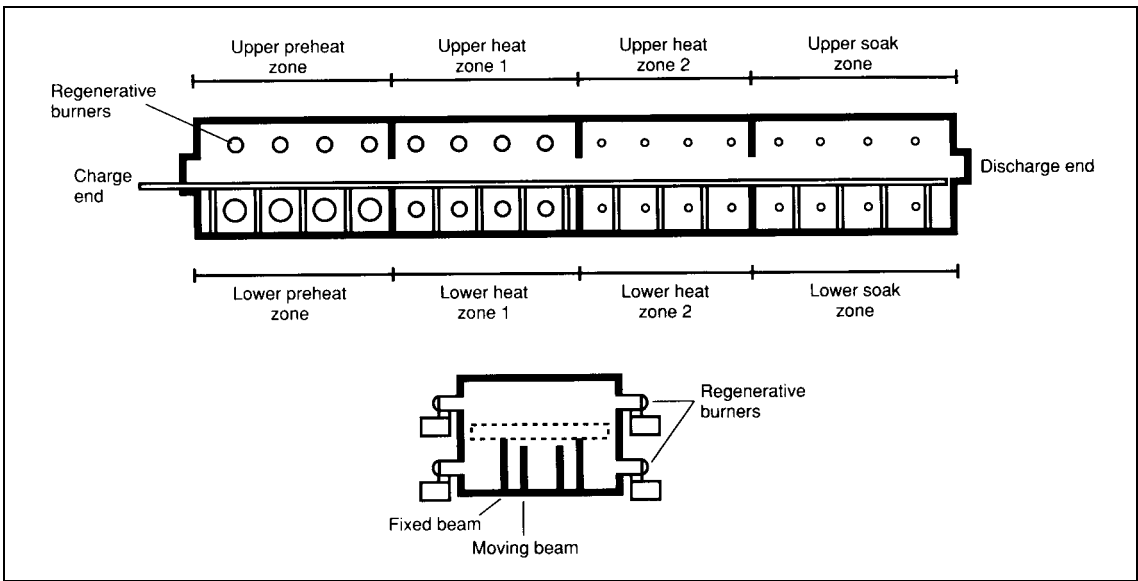 Upper preheat
zone
Upper heat
zone 1
Upper heat
zone 2
Upper soak
zone
Regenerative
burners
Charge
end
Discharge end
Lower preheat
zone
Lower heat
zone 1
Lower heat
zone 2
Lower soak
zone
Regenerative
burners
Fixed beam
Moving beam